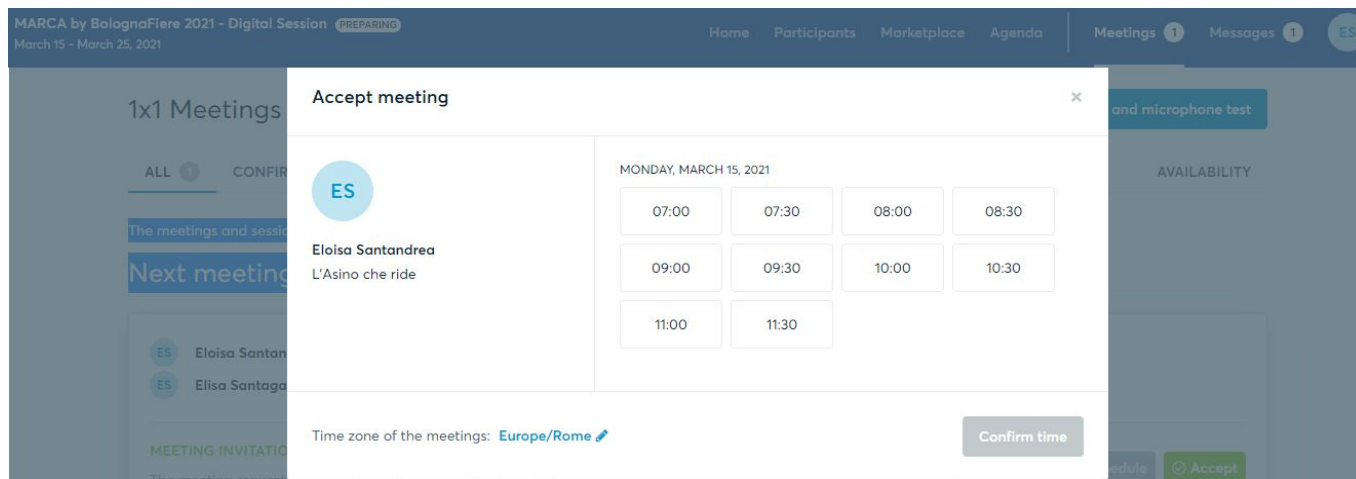 MARCA by BolognaFiere 2021 - Digital Session PREPARING
March 15 - March 25, 2021
Home Participants Marketplace Agenda Meetings 1 Messages 1 ES
1x1 Meetings
and microphone test
ALL 1 CONFIR
AVAILABILITY
The meetings and sessio
Next meeting
ES Eloisa Santan
ES Elisa Santaga
MEETING INVITATIO
Accept
Accept meeting ×
ES
Eloisa Santandrea
L'Asino che ride
MONDAY, MARCH 15, 2021
07:00 07:30 08:00 08:30
09:00 09:30 10:00 10:30
11:00 11:30
Time zone of the meetings: Europe/Rome
Confirm time